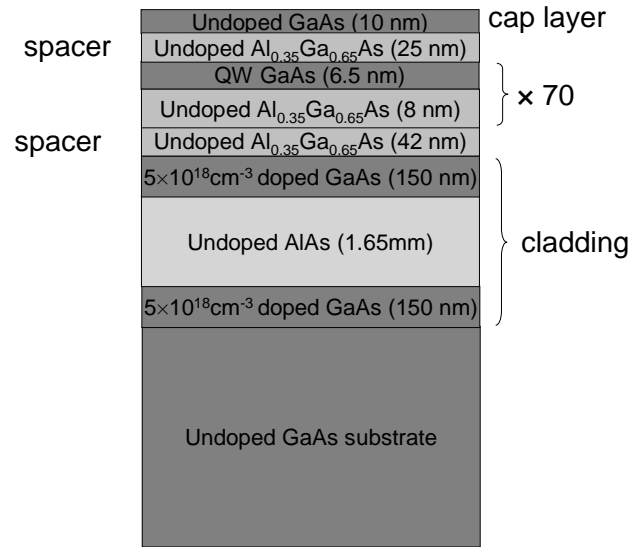 Undoped GaAs (10 nm) cap layer
spacer Undoped Al0.35Ga0.65As (25 nm)
QW GaAs (6.5 nm)
× 70
Undoped Al0.35Ga0.65As (8 nm)
spacer Undoped Al0.35Ga0.65As (42 nm)
5×10^18cm^-3 doped GaAs (150 nm)
Undoped AlAs (1.65mm) cladding
5×10^18cm^-3 doped GaAs (150 nm)
Undoped GaAs substrate